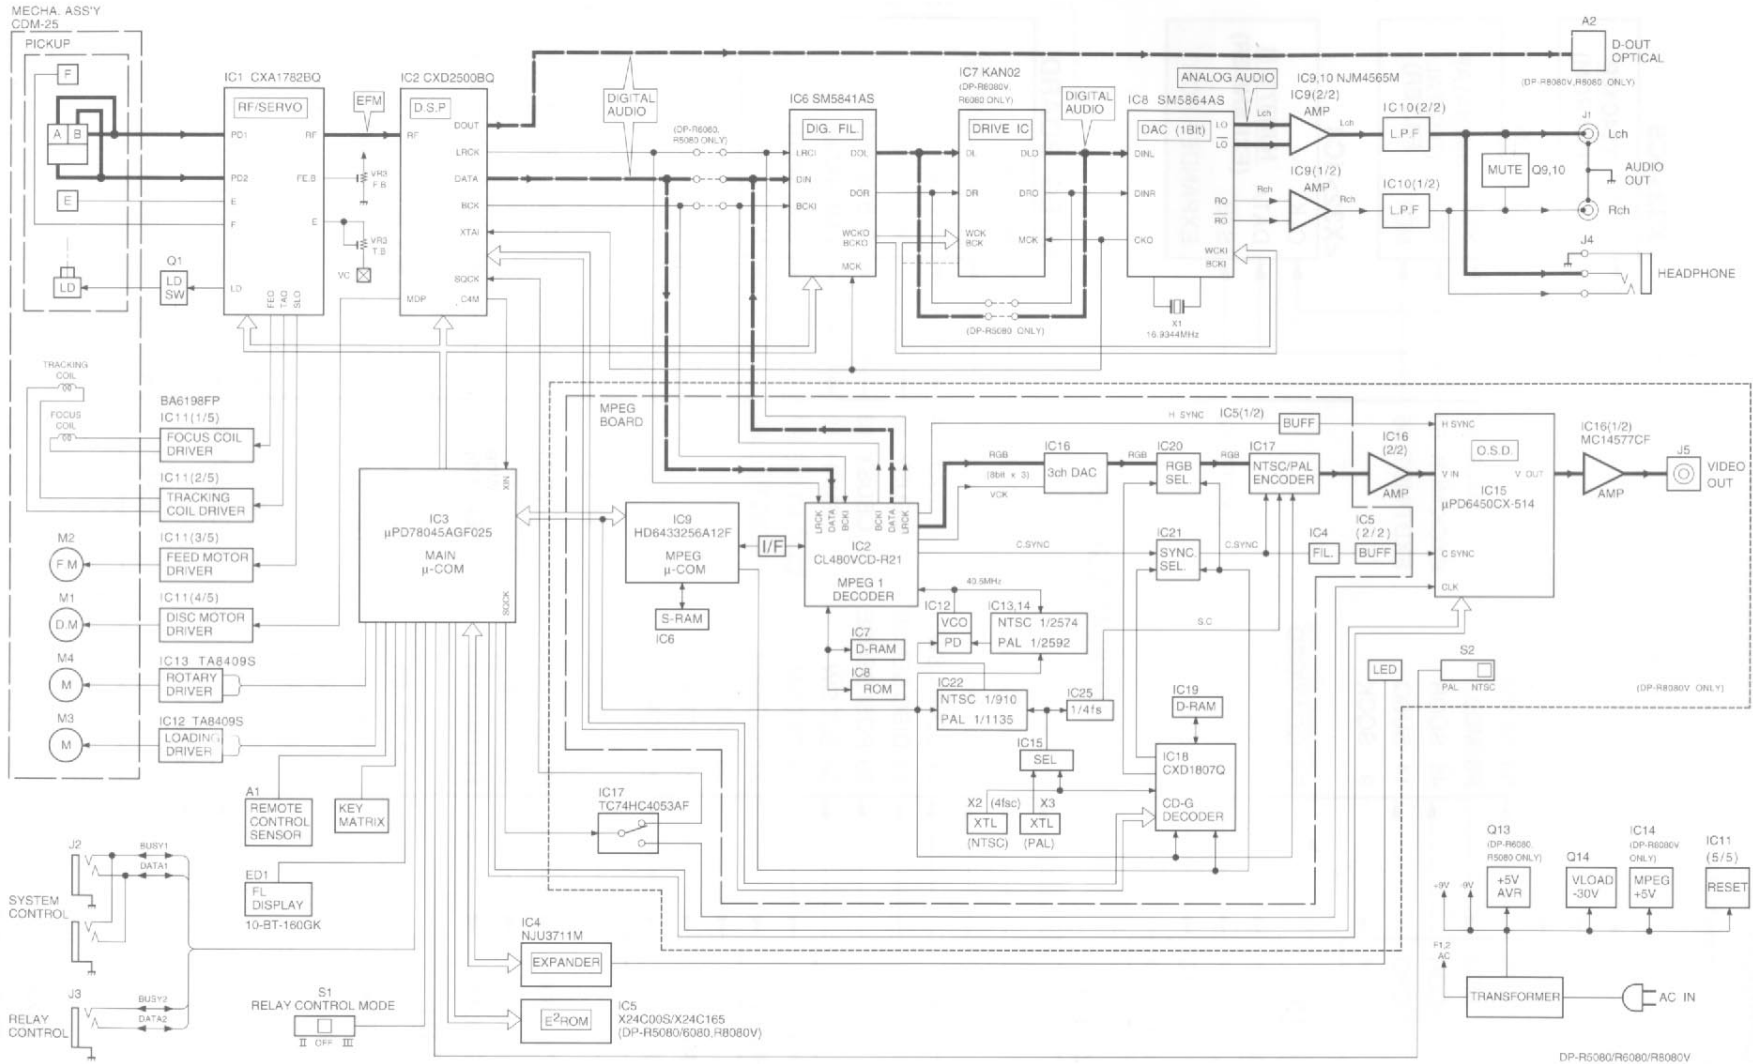 MECHA. ASS'Y
CDM-25
PICKUP
F
A B
E
LD
Q1
LD
SW
IC1 CXA1782BQ
RF/SERVO
PD1
PD2
E
F
LD
RF
FE.B
E
FEO
TAO
SLO
EFM
VR3
F.B
VR3
T.B
VC
IC2 CXD2500BQ
D.S.P
RF
MDP
DOUT
LRCK
DATA
BCK
XTAI
SQCK
C4M
DIGITAL
AUDIO
(DP-R6060,
R5080 ONLY)
IC6 SM5841AS
DIG. FIL.
LRCI
DIN
BCKI
DOL
DOR
WCKO
BCKO
MCK
IC7 KAN02
(DP-R8080V,
R6080 ONLY)
DRIVE IC
DL
DR
WCK
BCK
DLO
DRO
MCK
(DP-R5080 ONLY)
DIGITAL
AUDIO
IC8 SM5864AS
DAC (1Bit)
DINL
DINR
CKO
LO
LO
RO
RO
WCKI
BCKI
X1
16.9344MHz
ANALOG AUDIO
Lch
Rch
IC9,10 NJM4565M
IC9(2/2)
AMP
Lch
IC9(1/2)
AMP
Rch
IC10(2/2)
L.P.F
IC10(1/2)
L.P.F
MUTE
Q9,10
A2
D-OUT
OPTICAL
(DP-R8080V,R6080 ONLY)
J1
Lch
AUDIO
OUT
Rch
J4
HEADPHONE
TRACKING
COIL
FOCUS
COIL
BA6198FP
IC11(1/5)
FOCUS COIL
DRIVER
IC11(2/5)
TRACKING
COIL DRIVER
M2
F M
IC11(3/5)
FEED MOTOR
DRIVER
M1
D.M
IC11(4/5)
DISC MOTOR
DRIVER
M4
M
IC13 TA8409S
ROTARY
DRIVER
M3
M
IC12 TA8409S
LOADING
DRIVER
XIN
IC3
µPD78045AGF025
MAIN
µ-COM
SQCK
MPEG
BOARD
IC9
HD6433256A12F
MPEG
µ-COM
S-RAM
IC6
I/F
LRCK
DATA
BCKI
BCKI
DATA
LRCK
IC2
CL480VCD-R21
MPEG 1
DECODER
IC7
D-RAM
IC8
ROM
RGB
(8bit x 3)
VCK
IC16
3ch DAC
RGB
IC20
RGB
SEL.
RGB
IC17
NTSC/PAL
ENCODER
H SYNC
IC5(1/2)
BUFF
IC16
(2/2)
AMP
C.SYNC
IC21
SYNC.
SEL.
C.SYNC
IC4
FIL.
IC5
(2/2)
BUFF
H SYNC
O.S.D.
V IN
V OUT
IC15
µPD6450CX-514
C SYNC
CLK
IC16(1/2)
MC14577CF
AMP
J5
VIDEO
OUT
40.5MHz
IC12
VCO
PD
IC13,14
NTSC 1/2574
PAL 1/2592
S.C
IC22
NTSC 1/910
PAL 1/1135
IC25
1/4fs
IC15
SEL
X2 (4fsc)
XTL
(NTSC)
X3
XTL
(PAL)
IC19
D-RAM
IC18
CXD1807Q
CD-G
DECODER
LED
S2
PAL NTSC
(DP-R8080V ONLY)
A1
REMOTE
CONTROL
SENSOR
KEY
MATRIX
IC17
TC74HC4053AF
J2
BUSY1
DATA1
SYSTEM
CONTROL
ED1
FL
DISPLAY
10-BT-160GK
IC4
NJU3711M
EXPANDER
J3
BUSY2
DATA2
RELAY
CONTROL
S1
RELAY CONTROL MODE
II OFF III
E²ROM
IC5
X24C00S/X24C165
(DP-R5080/6080,R8080V)
Q13
(DP-R6080,
R5080 ONLY)
+5V
AVR
Q14
VLOAD
-30V
IC14
(DP-R8080V
ONLY)
MPEG
+5V
IC11
(5/5)
RESET
+9V
-9V
F1,2
AC
TRANSFORMER
AC IN
DP-R5080/R6080/R8080V